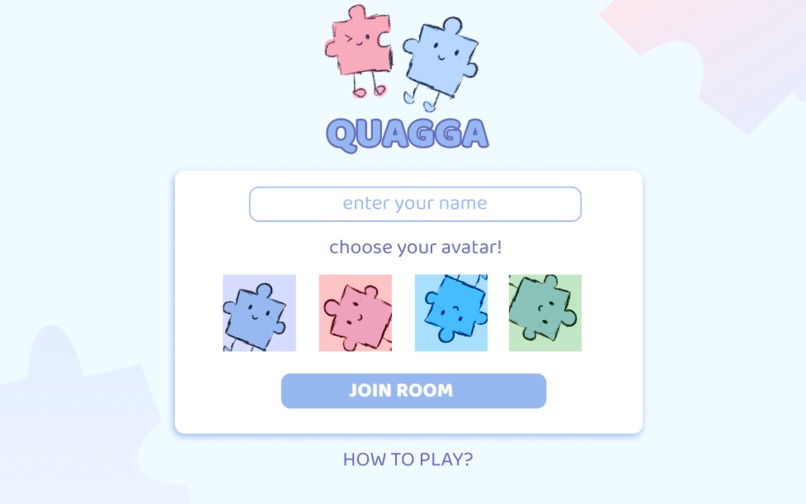 QUAGGA
enter your name
choose your avatar!
JOIN ROOM
HOW TO PLAY?